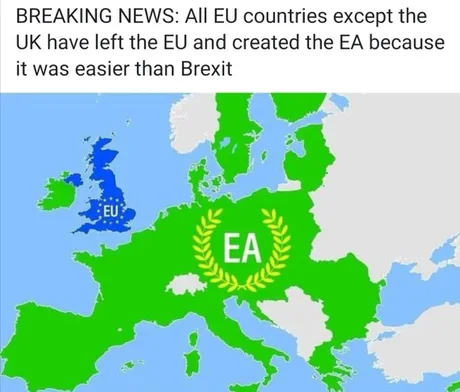 BREAKING NEWS: All EU countries except the
UK have left the EU and created the EA because
it was easier than Brexit
EU
EA